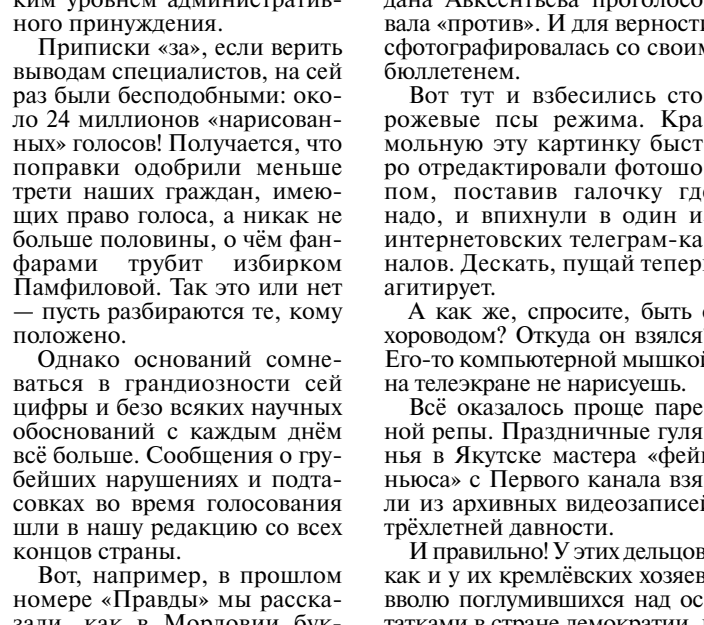 ким уровнем административ-
ного принуждения.
Приписки «за», если верить
выводам специалистов, на сей
раз были бесподобными: око-
ло 24 миллионов «нарисован-
ных» голосов! Получается, что
поправки одобрили меньше
трети наших граждан, имею-
щих право голоса, а никак не
больше половины, о чём фан-
фарами трубит избирком
Памфиловой. Так это или нет
— пусть разбираются те, кому
положено.
Однако оснований сомне-
ваться в грандиозности сей
цифры и безо всяких научных
обоснований с каждым днём
всё больше. Сообщения о гру-
бейших нарушениях и подта-
совках во время голосования
шли в нашу редакцию со всех
концов страны.
Вот, например, в прошлом
номере «Правды» мы расска-
зали, как в Мордовии бук-
дана Авксентьева проголосо
вала «против». И для верности
сфотографировалась со своим
бюллетенем.
Вот тут и взбесились сто
рожевые псы режима. Кра
мольную эту картинку быст
ро отредактировали фотошо
пом, поставив галочку где
надо, и впихнули в один и
интернетовских телеграм-ка
налов. Дескать, пущай теперь
агитирует.
А как же, спросите, быть с
хороводом? Откуда он взялся?
Его-то компьютерной мышкой
на телеэкране не нарисуешь.
Всё оказалось проще паре
ной репы. Праздничные гуля
нья в Якутске мастера «фейк
ньюса» с Первого канала взя
ли из архивных видеозаписей
трёхлетней давности.
И правильно! У этих дельцов,
как и у их кремлёвских хозяев
вволю поглумившихся над ос
татками в стране демократии,